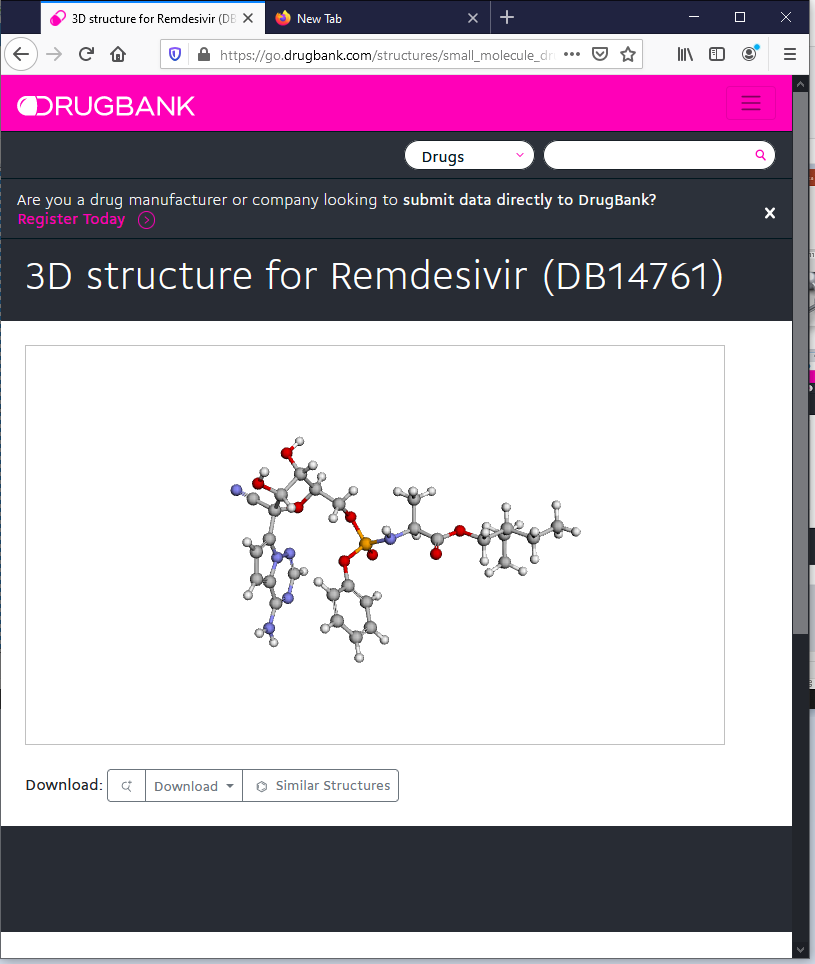 3D structure for Remdesivir (DB
New Tab
https://go.drugbank.com/structures/small_molecule_dr
DRUGBANK
Drugs
Are you a drug manufacturer or company looking to submit data directly to DrugBank?
Register Today
3D structure for Remdesivir (DB14761)
Download:
Download
Similar Structures